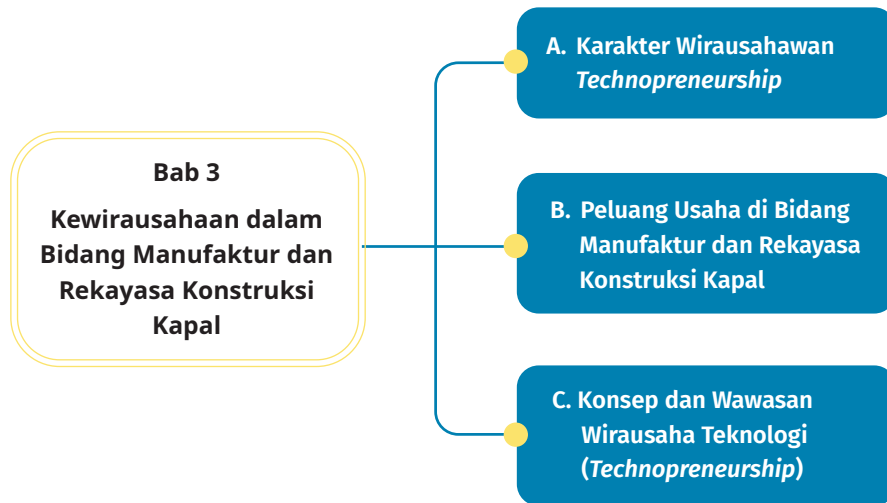 Bab 3
Kewirausahaan dalam
Bidang Manufaktur dan
Rekayasa Konstruksi
Kapal
A. Karakter Wirausahawan
Technopreneurship
B. Peluang Usaha di Bidang
Manufaktur dan Rekayasa
Konstruksi Kapal
C. Konsep dan Wawasan
Wirausaha Teknologi
(Technopreneurship)